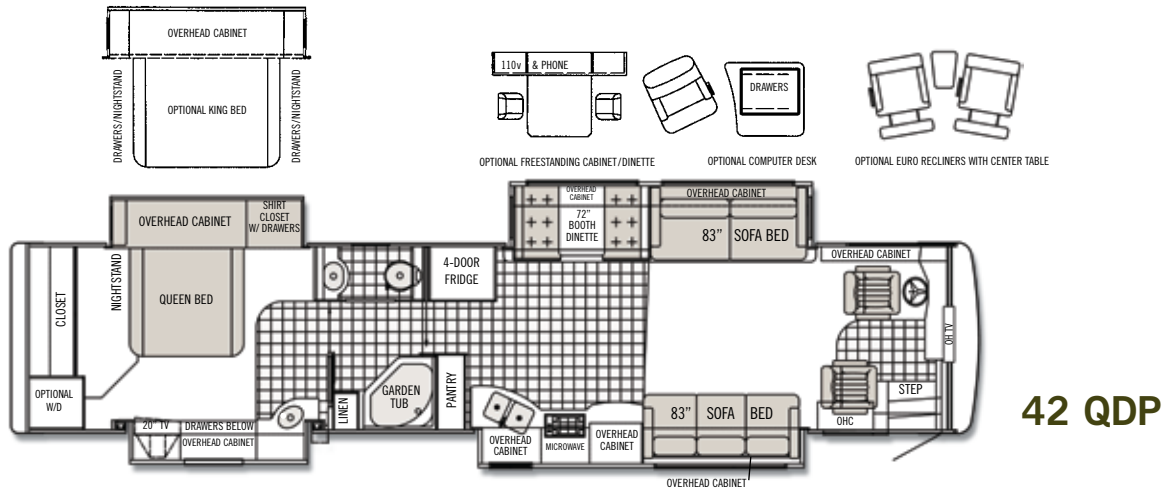 OVERHEAD CABINET
DRAWERS/NIGHTSTAND
OPTIONAL KING BED
DRAWERS/NIGHTSTAND
110v & PHONE
DRAWERS
OPTIONAL FREESTANDING CABINET/DINETTE
OPTIONAL COMPUTER DESK
OPTIONAL EURO RECLINERS WITH CENTER TABLE
OVERHEAD CABINET
SHIRT
CLOSET
W/ DRAWERS
NIGHTSTAND
QUEEN BED
CLOSET
OPTIONAL
W/D
20" TV
DRAWERS BELOW
OVERHEAD CABINET
4-DOOR
FRIDGE
LINEN
GARDEN
TUB
PANTRY
OVERHEAD
CABINET
72"
BOOTH
DINETTE
OVERHEAD CABINET
83" SOFA BED
OVERHEAD
CABINET
MICROWAVE
OVERHEAD
CABINET
83" SOFA BED
OVERHEAD CABINET
OVERHEAD CABINET
OH TV
STEP
OHC
42 QDP